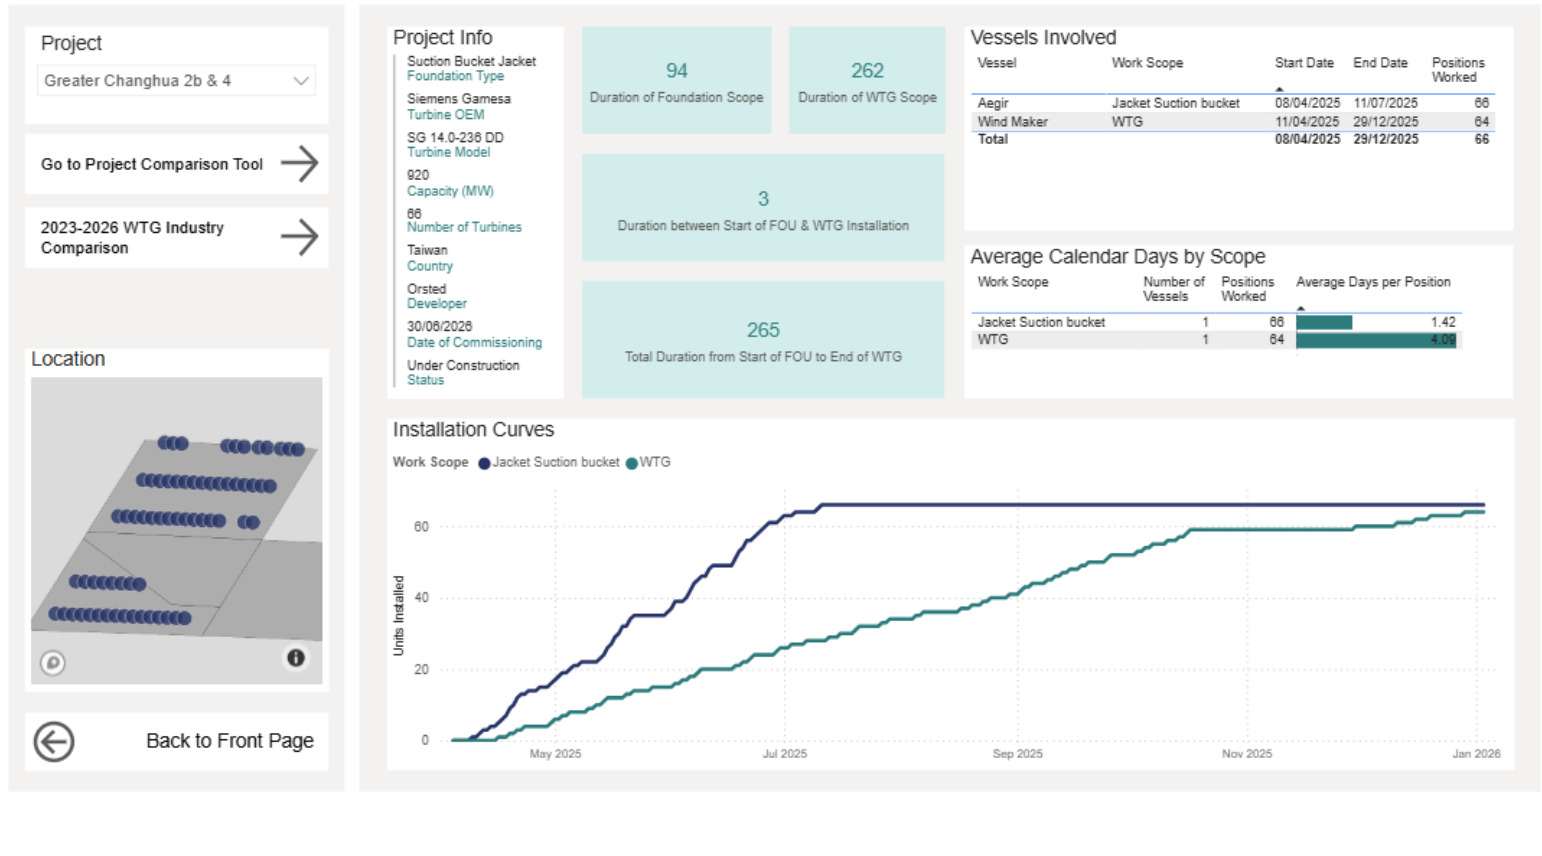 Project
Greater Changhua 2b & 4
Go to Project Comparison Tool
2023-2026 WTG Industry
Comparison
Location
Back to Front Page
Project Info
Suction Bucket Jacket
Foundation Type
Siemens Gamesa
Turbine OEM
SG 14.0-236 DD
Turbine Model
920
Capacity (MW)
66
Number of Turbines
Taiwan
Country
Orsted
Developer
30/06/2026
Date of Commissioning
Under Construction
Status
94
Duration of Foundation Scope
262
Duration of WTG Scope
3
Duration between Start of FOU & WTG Installation
265
Total Duration from Start of FOU to End of WTG
Vessels Involved
Vessel Work Scope Start Date End Date Positions
Worked
Aegir Jacket Suction bucket 08/04/2025 11/07/2025 66
Wind Maker WTG 11/04/2025 29/12/2025 64
Total 08/04/2025 29/12/2025 66
Average Calendar Days by Scope
Work Scope Number of Positions Average Days per Position
Vessels Worked
Jacket Suction bucket 1 66 1.42
WTG 1 64 4.09
Installation Curves
Work Scope Jacket Suction bucket WTG
Units Installed
60
40
20
0
May 2025 Jul 2025 Sep 2025 Nov 2025 Jan 2026